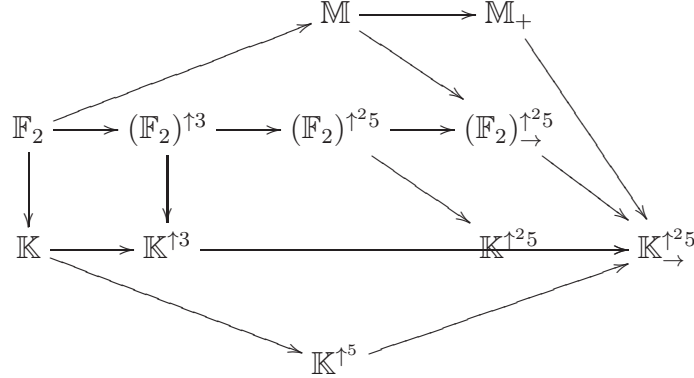 𝕄 𝕄₊
𝔽₂ (𝔽₂)^{↑3} (𝔽₂)^{↑²5} (𝔽₂)^{↑²5}_{→}
𝕂 𝕂^{↑3} 𝕂^{↑²5} 𝕂^{↑²5}_{→}
𝕂^{↑5}